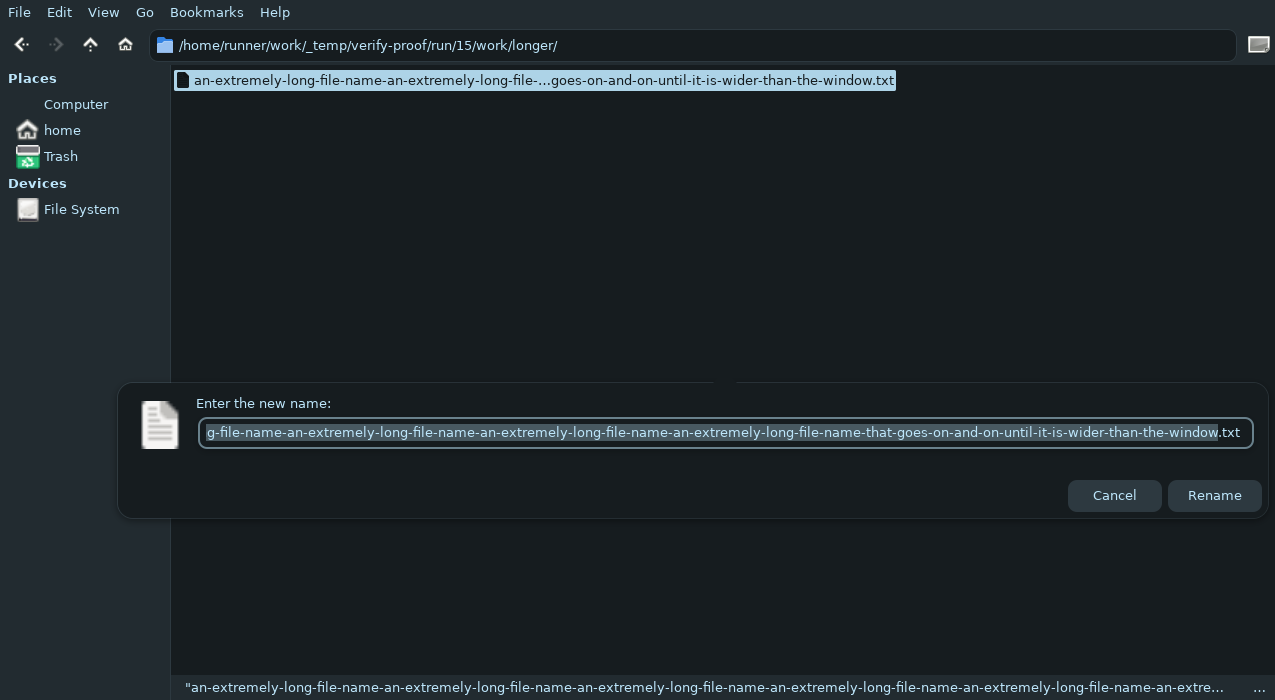 File Edit View Go Bookmarks Help
/home/runner/work/_temp/verify-proof/run/15/work/longer/
Places
Computer
home
Trash
Devices
File System
an-extremely-long-file-name-an-extremely-long-file-...goes-on-and-on-until-it-is-wider-than-the-window.txt
Enter the new name:
g-file-name-an-extremely-long-file-name-an-extremely-long-file-name-an-extremely-long-file-name-that-goes-on-and-on-until-it-is-wider-than-the-window.txt
Cancel Rename
"an-extremely-long-file-name-an-extremely-long-file-name-an-extremely-long-file-name-an-extremely-long-file-name-an-extremely-long-file-name-an-extre... ...